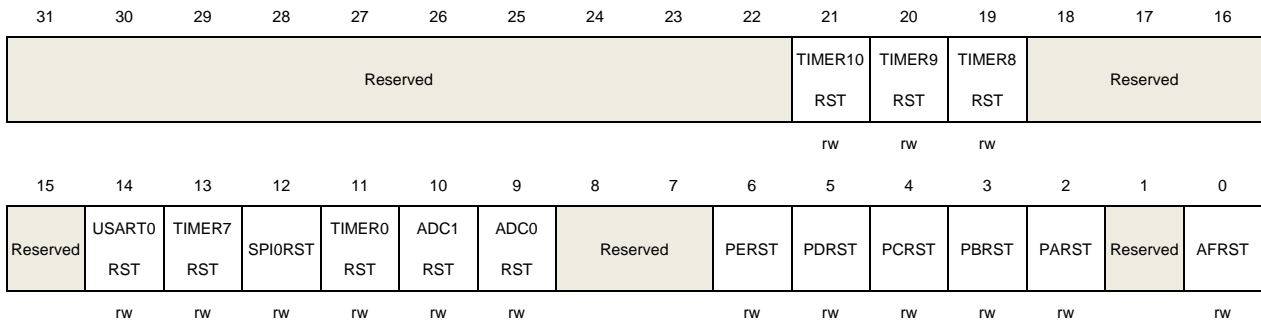 31 30 29 28 27 26 25 24 23 22 21 20 19 18 17 16
Reserved TIMER10 RST TIMER9 RST TIMER8 RST Reserved
rw rw rw
15 14 13 12 11 10 9 8 7 6 5 4 3 2 1 0
Reserved USART0 RST TIMER7 RST SPI0RST TIMER0 RST ADC1 RST ADC0 RST Reserved PERST PDRST PCRST PBRST PARST Reserved AFRST
rw rw rw rw rw rw rw rw rw rw rw rw